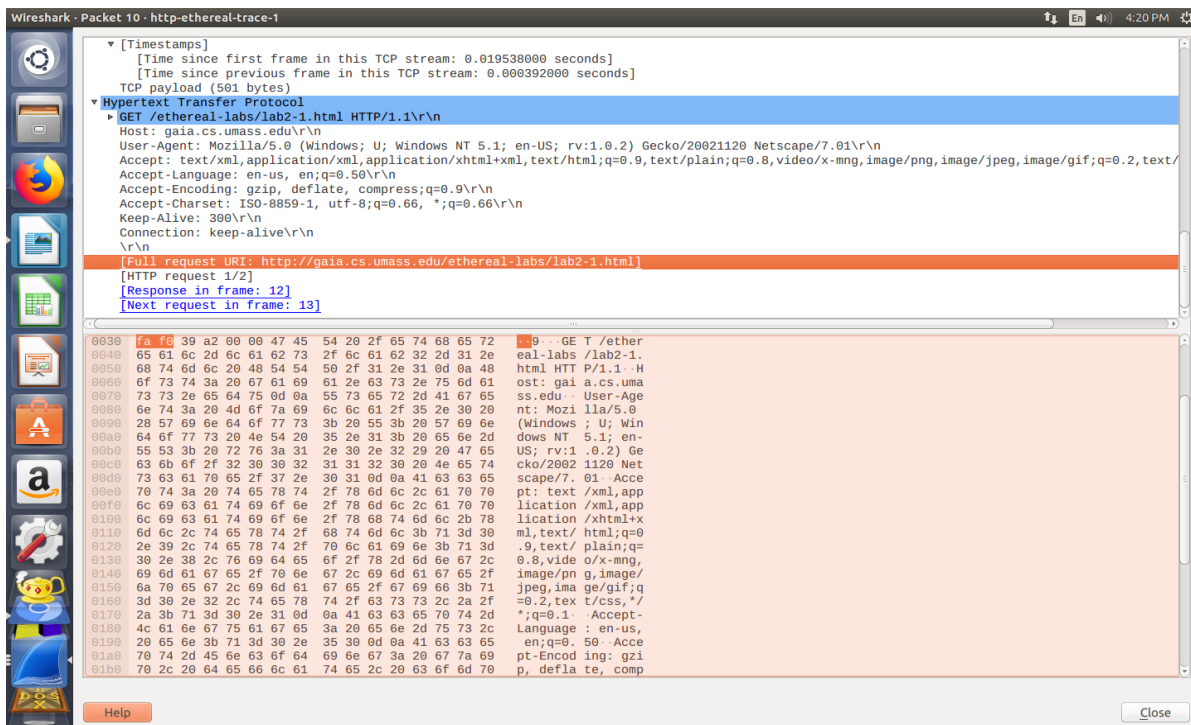 Wireshark · Packet 10 · http-ethereal-trace-1 En 4:20 PM
[Timestamps]
[Time since first frame in this TCP stream: 0.019538000 seconds]
[Time since previous frame in this TCP stream: 0.000392000 seconds]
TCP payload (501 bytes)
Hypertext Transfer Protocol
GET /ethereal-labs/lab2-1.html HTTP/1.1\r\n
Host: gaia.cs.umass.edu\r\n
User-Agent: Mozilla/5.0 (Windows; U; Windows NT 5.1; en-US; rv:1.0.2) Gecko/20021120 Netscape/7.01\r\n
Accept: text/xml,application/xml,application/xhtml+xml,text/html;q=0.9,text/plain;q=0.8,video/x-mng,image/png,image/jpeg,image/gif;q=0.2,text/
Accept-Language: en-us, en;q=0.50\r\n
Accept-Encoding: gzip, deflate, compress;q=0.9\r\n
Accept-Charset: ISO-8859-1, utf-8;q=0.66, *;q=0.66\r\n
Keep-Alive: 300\r\n
Connection: keep-alive\r\n
\r\n
[Full request URI: http://gaia.cs.umass.edu/ethereal-labs/lab2-1.html]
[HTTP request 1/2]
[Response in frame: 12]
[Next request in frame: 13]
0030 fa f0 39 a2 00 00 47 45 54 20 2f 65 74 68 65 72 ··9···GE T /ether
0040 65 61 6c 2d 6c 61 62 73 2f 6c 61 62 32 2d 31 2e eal-labs /lab2-1.
0050 68 74 6d 6c 20 48 54 54 50 2f 31 2e 31 0d 0a 48 html HTT P/1.1··H
0060 6f 73 74 3a 20 67 61 69 61 2e 63 73 2e 75 6d 61 ost: gai a.cs.uma
0070 73 73 2e 65 64 75 0d 0a 55 73 65 72 2d 41 67 65 ss.edu·· User-Age
0080 6e 74 3a 20 4d 6f 7a 69 6c 6c 61 2f 35 2e 30 20 nt: Mozi lla/5.0
0090 28 57 69 6e 64 6f 77 73 3b 20 55 3b 20 57 69 6e (Windows ; U; Win
00a0 64 6f 77 73 20 4e 54 20 35 2e 31 3b 20 65 6e 2d dows NT 5.1; en-
00b0 55 53 3b 20 72 76 3a 31 2e 30 2e 32 29 20 47 65 US; rv:1 .0.2) Ge
00c0 63 6b 6f 2f 32 30 30 32 31 31 32 30 20 4e 65 74 cko/2002 1120 Net
00d0 73 63 61 70 65 2f 37 2e 30 31 0d 0a 41 63 63 65 scape/7. 01··Acce
00e0 70 74 3a 20 74 65 78 74 2f 78 6d 6c 2c 61 70 70 pt: text /xml,app
00f0 6c 69 63 61 74 69 6f 6e 2f 78 6d 6c 2c 61 70 70 lication /xml,app
0100 6c 69 63 61 74 69 6f 6e 2f 78 68 74 6d 6c 2b 78 lication /xhtml+x
0110 6d 6c 2c 74 65 78 74 2f 68 74 6d 6c 3b 71 3d 30 ml,text/ html;q=0
0120 2e 39 2c 74 65 78 74 2f 70 6c 61 69 6e 3b 71 3d .9,text/ plain;q=
0130 30 2e 38 2c 76 69 64 65 6f 2f 78 2d 6d 6e 67 2c 0.8,vide o/x-mng,
0140 69 6d 61 67 65 2f 70 6e 67 2c 69 6d 61 67 65 2f image/pn g,image/
0150 6a 70 65 67 2c 69 6d 61 67 65 2f 67 69 66 3b 71 jpeg,ima ge/gif;q
0160 3d 30 2e 32 2c 74 65 78 74 2f 63 73 73 2c 2a 2f =0.2,tex t/css,*/
0170 2a 3b 71 3d 30 2e 31 0d 0a 41 63 63 65 70 74 2d *;q=0.1· ·Accept-
0180 4c 61 6e 67 75 61 67 65 3a 20 65 6e 2d 75 73 2c Language : en-us,
0190 20 65 6e 3b 71 3d 30 2e 35 30 0d 0a 41 63 63 65 en;q=0. 50··Acce
01a0 70 74 2d 45 6e 63 6f 64 69 6e 67 3a 20 67 7a 69 pt-Encod ing: gzi
01b0 70 2c 20 64 65 66 6c 61 74 65 2c 20 63 6f 6d 70 p, defla te, comp
DOS
Help Close